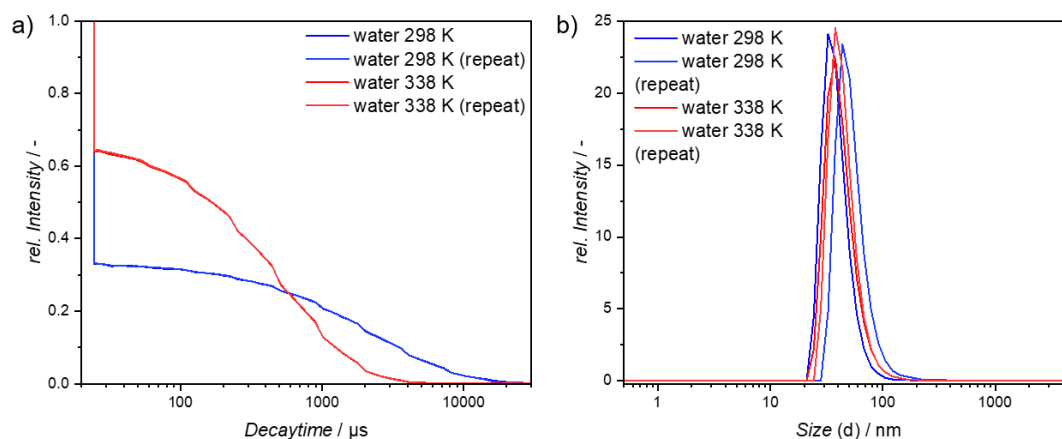 a)
rel. Intensity / -
1.0
0.8
0.6
0.4
0.2
0.0
water 298 K
water 298 K (repeat)
water 338 K
water 338 K (repeat)
100
1000
10000
Decaytime / µs
b)
rel. Intensity / -
25
20
15
10
5
0
water 298 K
water 298 K
(repeat)
water 338 K
water 338 K
(repeat)
1
10
100
1000
Size (d) / nm